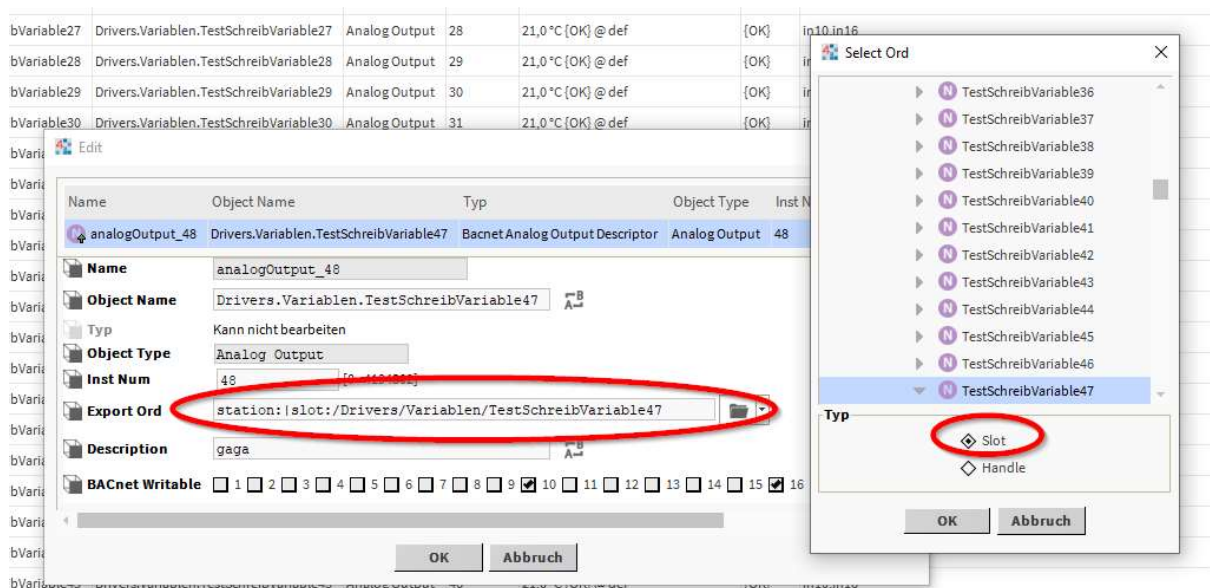 bVariable27 Drivers.Variablen.TestSchreibVariable27 Analog Output 28 21,0 °C {OK} @ def {OK} in10,in16
bVariable28 Drivers.Variablen.TestSchreibVariable28 Analog Output 29 21,0 °C {OK} @ def {OK}
bVariable29 Drivers.Variablen.TestSchreibVariable29 Analog Output 30 21,0 °C {OK} @ def {OK}
bVariable30 Drivers.Variablen.TestSchreibVariable30 Analog Output 31 21,0 °C {OK} @ def {OK}
Edit
Name Object Name Typ Object Type Inst N
analogOutput_48 Drivers.Variablen.TestSchreibVariable47 Bacnet Analog Output Descriptor Analog Output 48
Name analogOutput_48
Object Name Drivers.Variablen.TestSchreibVariable47
Typ Kann nicht bearbeiten
Object Type Analog Output
Inst Num 48
Export Ord station:|slot:/Drivers/Variablen/TestSchreibVariable47
Description gaga
BACnet Writable 1 2 3 4 5 6 7 8 9 10 11 12 13 14 15 16
OK Abbruch
Select Ord
TestSchreibVariable36
TestSchreibVariable37
TestSchreibVariable38
TestSchreibVariable39
TestSchreibVariable40
TestSchreibVariable41
TestSchreibVariable42
TestSchreibVariable43
TestSchreibVariable44
TestSchreibVariable45
TestSchreibVariable46
TestSchreibVariable47
Typ
Slot
Handle
OK Abbruch